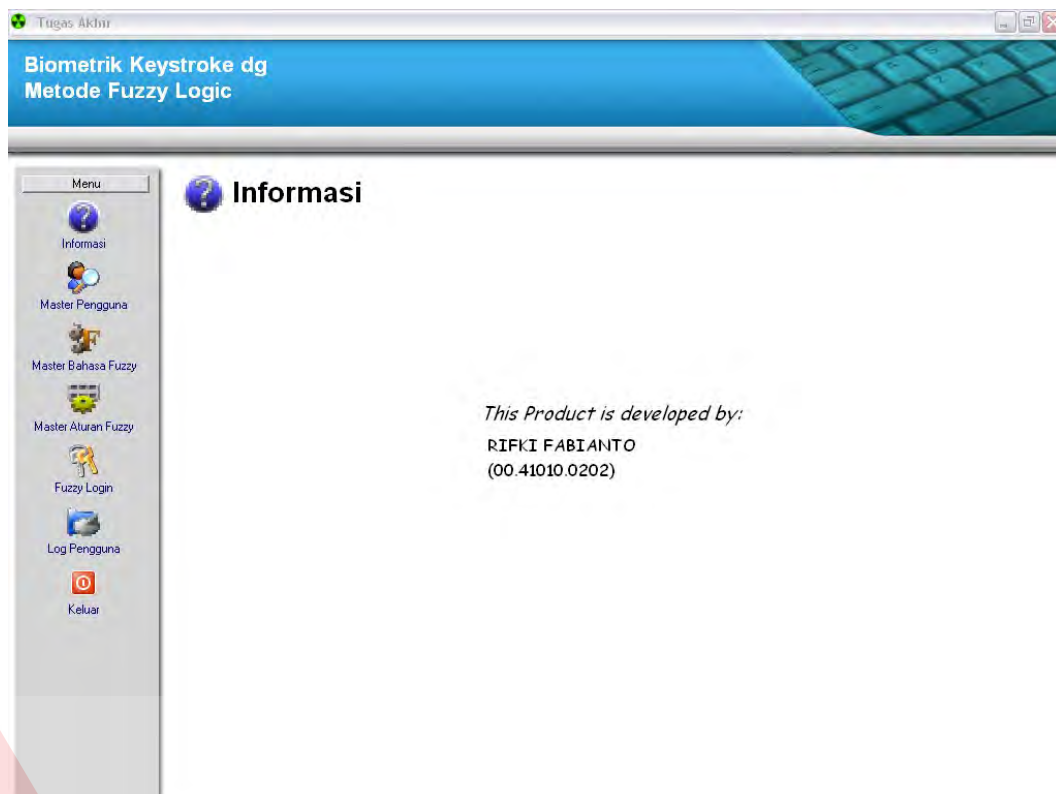 Tugas Akhir
Biometrik Keystroke dg
Metode Fuzzy Logic
Menu
Informasi
Master Pengguna
Master Bahasa Fuzzy
Master Aturan Fuzzy
Fuzzy Login
Log Pengguna
Keluar
Informasi
This Product is developed by:
RIFKI FABIANTO
(00.41010.0202)